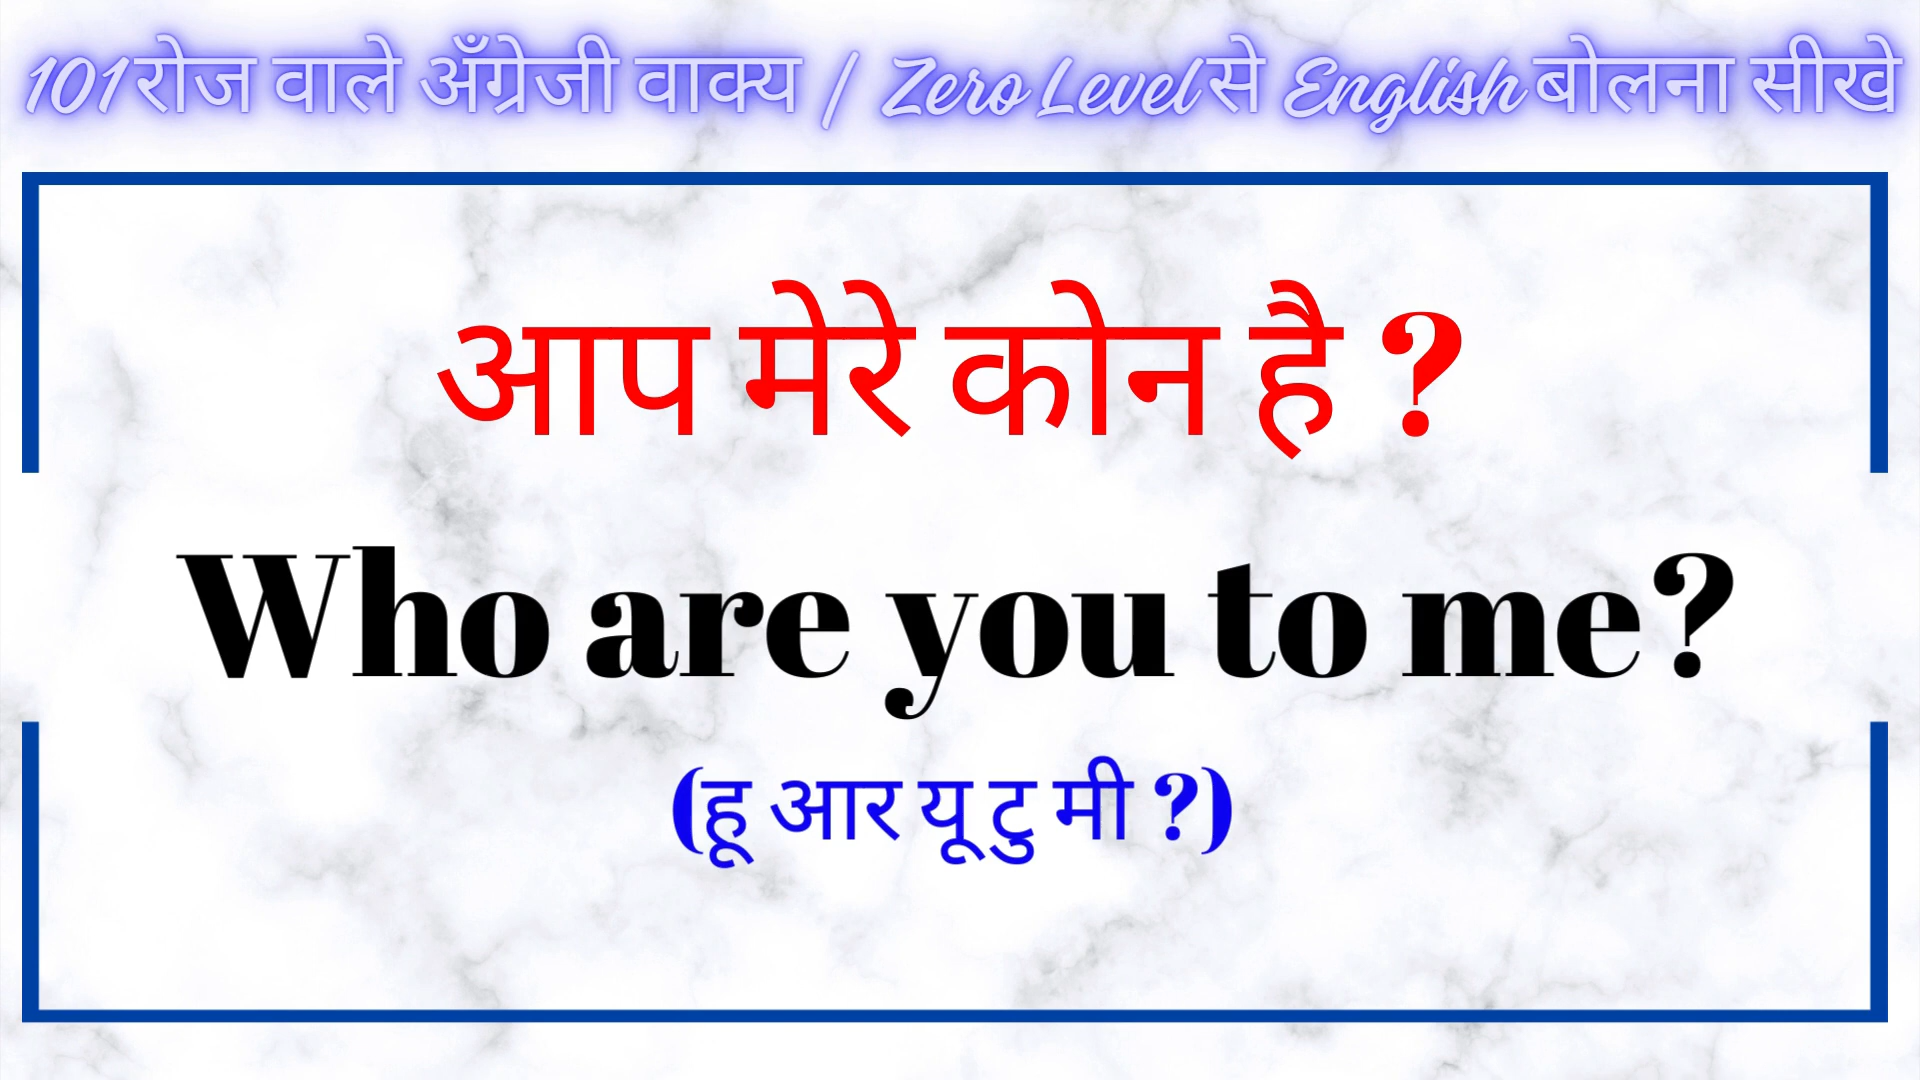 101 रोज वाले अँग्रेजी वाक्य / Zero Level से English बोलना सीखे
आप मेरे कोन है ?
Who are you to me?
(हू आर यू टु मी ?)